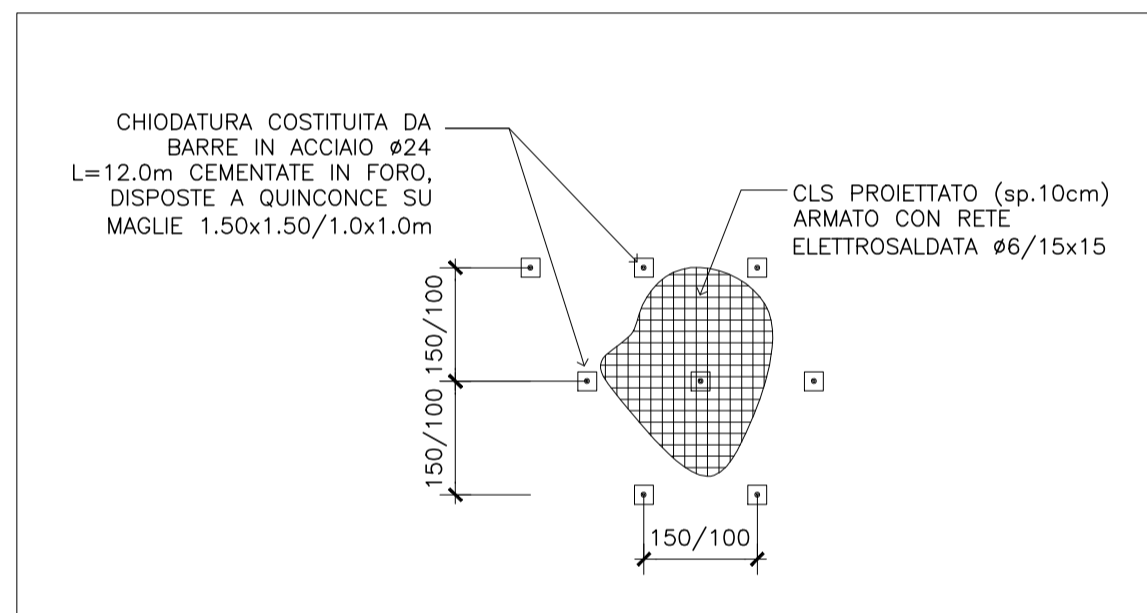 CHIODATURA COSTITUITA DA
BARRE IN ACCIAIO ø24
L=12.0m CEMENTATE IN FORO,
DISPOSTE A QUINCONCE SU
MAGLIE 1.50x1.50/1.0x1.0m
CLS PROIETTATO (sp.10cm)
ARMATO CON RETE
ELETTROSALDATA ø6/15x15
150/100
150/100
150/100